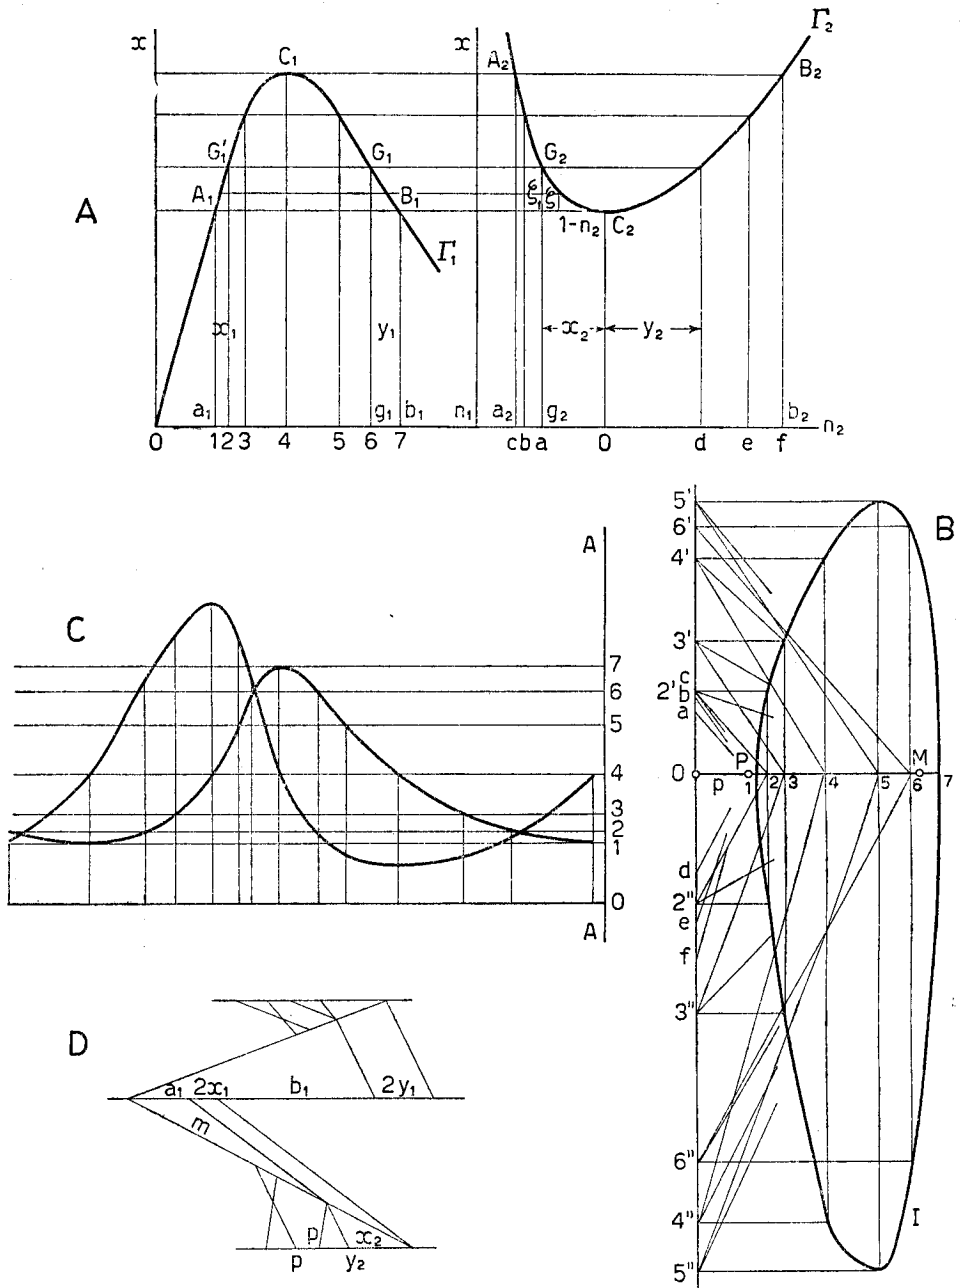 x C₁ x A₂ Γ₂ B₂
G₁' G₁ G₂
A₁ B₁ ξ₁ ξ
A 1-n₂ C₂
Γ₁
x₁ y₁ x₂ y₂
a₁ g₁ b₁ n₁ a₂ g₂ b₂ n₂
0 1 2 3 4 5 6 7 c b a 0 d e f
B
5'
6'
4'
3'
c
2' b
a
P M
0 p 1 2 3 4 5 6 7
d
2"
e
f
3"
6"
4" I
5"
A
C
7
6
5
4
3
2
1
0
A
D
a₁ 2x₁ b₁ 2y₁
m
p x₂
p y₂